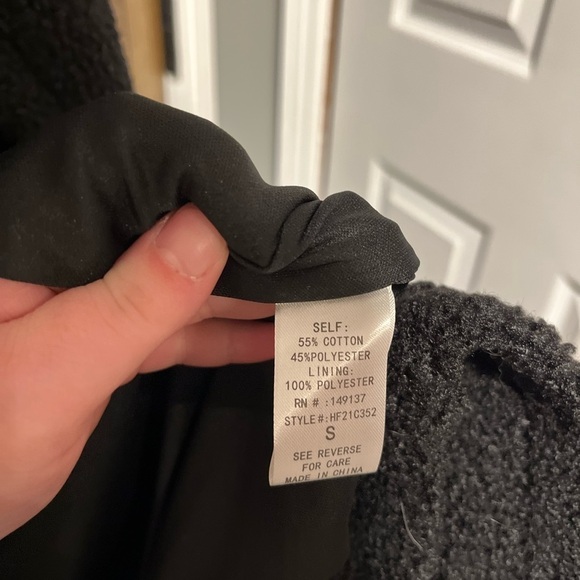 SELF:
55% COTTON
45%POLYESTER
LINING:
100% POLYESTER
RN # :149137
STYLE#:HF21C352
S
SEE REVERSE
FOR CARE
MADE IN CHINA